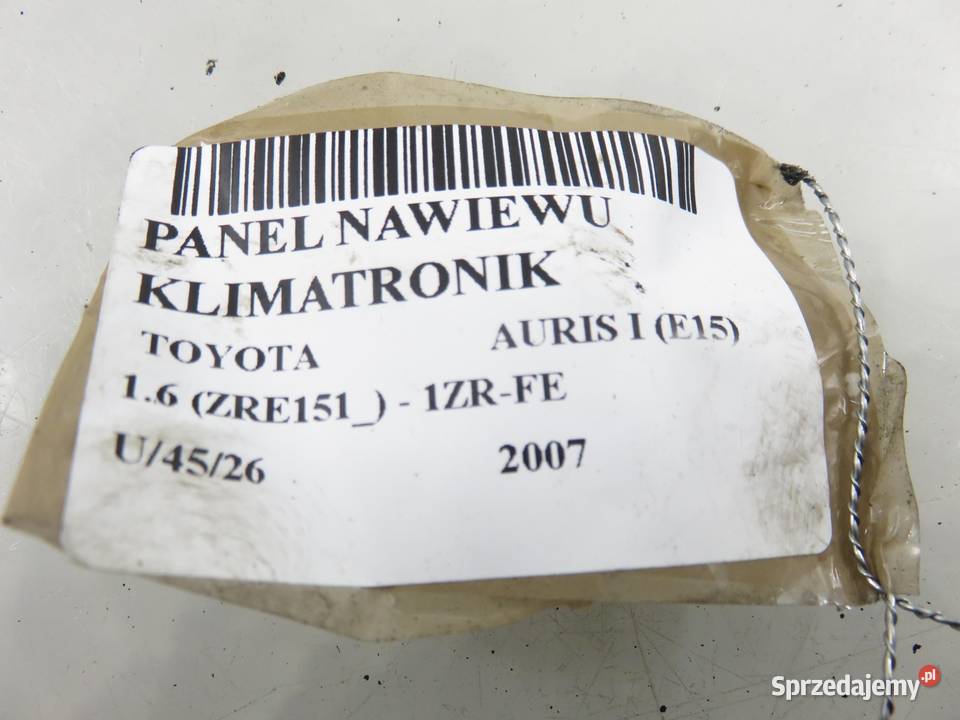 PANEL NAWIEWU
KLIMATRONIK
TOYOTA AURIS I (E15)
1.6 (ZRE151_) - 1ZR-FE
U/45/26 2007
Sprzedajemy.pl